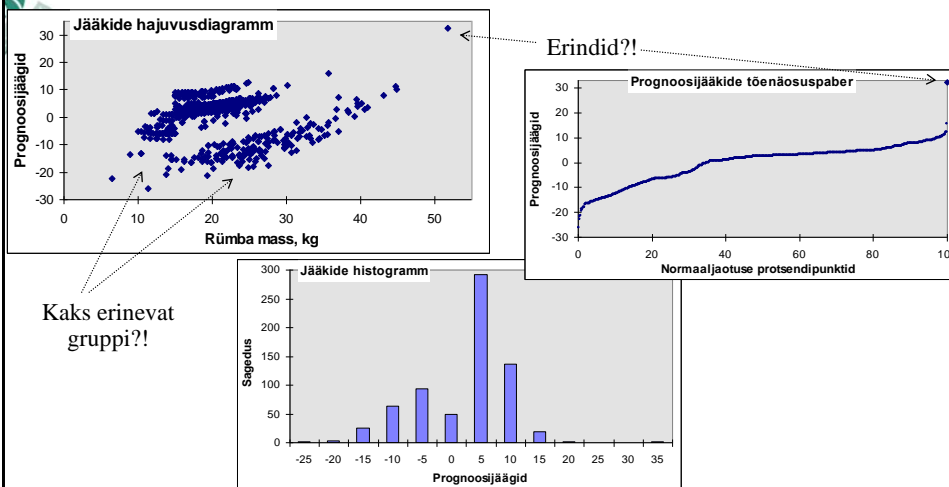 Jääkide hajuvusdiagramm
Prognoosijäägid
30
20
10
0
-10
-20
-30
0 10 20 30 40 50
Rümba mass, kg
Erindid?!
Prognoosijääkide tõenäosuspaber
Prognoosijäägid
30
20
10
0
-10
-20
-30
0 20 40 60 80 100
Normaaljaotuse protsendipunktid
Kaks erinevat
gruppi?!
Jääkide histogramm
Sagedus
300
250
200
150
100
50
0
-25 -20 -15 -10 -5 0 5 10 15 20 25 30 35
Prognoosijäägid